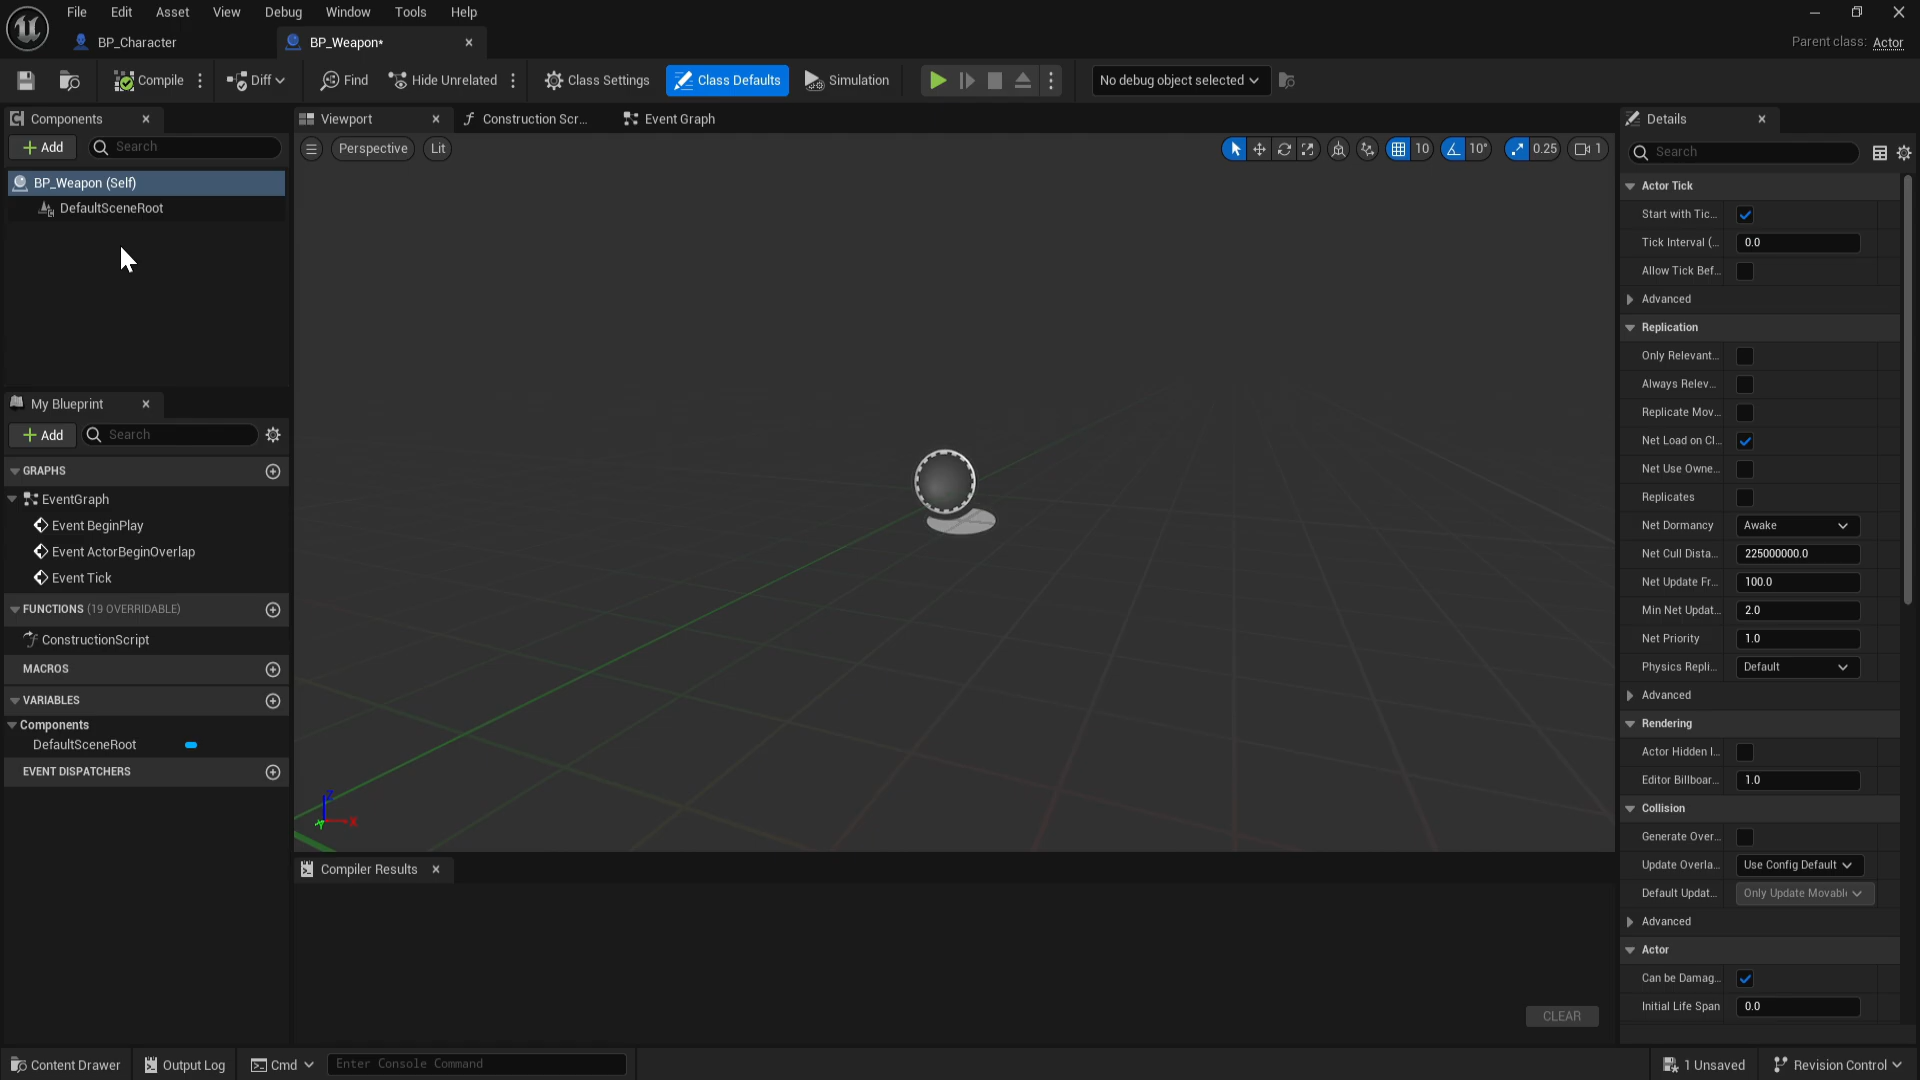 File Edit Asset View Debug Window Tools Help
BP_Character
BP_Weapon*
Parent class: Actor
Compile
Diff
Find
Hide Unrelated
Class Settings
Class Defaults
Simulation
No debug object selected
Components
Add
Search
BP_Weapon (Self)
DefaultSceneRoot
My Blueprint
Add
Search
GRAPHS
EventGraph
Event BeginPlay
Event ActorBeginOverlap
Event Tick
FUNCTIONS (19 OVERRIDABLE)
ConstructionScript
MACROS
VARIABLES
Components
DefaultSceneRoot
EVENT DISPATCHERS
Viewport
Construction Scr...
Event Graph
Perspective
Lit
10
10°
0.25
1
Z
X
Y
Compiler Results
CLEAR
Details
Search
Actor Tick
Start with Tic...
Tick Interval (... 0.0
Allow Tick Bef...
Advanced
Replication
Only Relevant...
Always Relev...
Replicate Mov...
Net Load on Cl...
Net Use Owne...
Replicates
Net Dormancy Awake
Net Cull Dista... 225000000.0
Net Update Fr... 100.0
Min Net Updat... 2.0
Net Priority 1.0
Physics Repli... Default
Advanced
Rendering
Actor Hidden I...
Editor Billboar... 1.0
Collision
Generate Over...
Update Overla... Use Config Default
Default Updat... Only Update Movabl
Advanced
Actor
Can be Damag...
Initial Life Span 0.0
Content Drawer
Output Log
Cmd
Enter Console Command
1 Unsaved
Revision Control